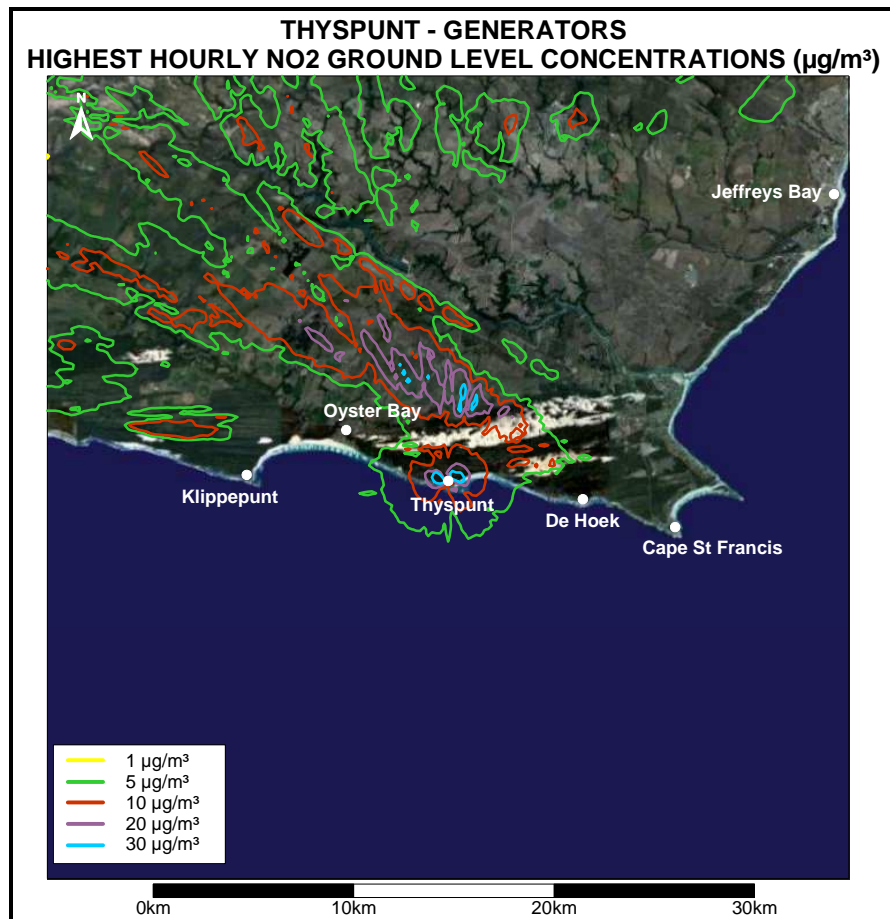 THYSPUNT - GENERATORS
HIGHEST HOURLY NO2 GROUND LEVEL CONCENTRATIONS (µg/m³)
N
Jeffreys Bay
Oyster Bay
Klippepunt
Thyspunt
De Hoek
Cape St Francis
1 µg/m³
5 µg/m³
10 µg/m³
20 µg/m³
30 µg/m³
0km 10km 20km 30km